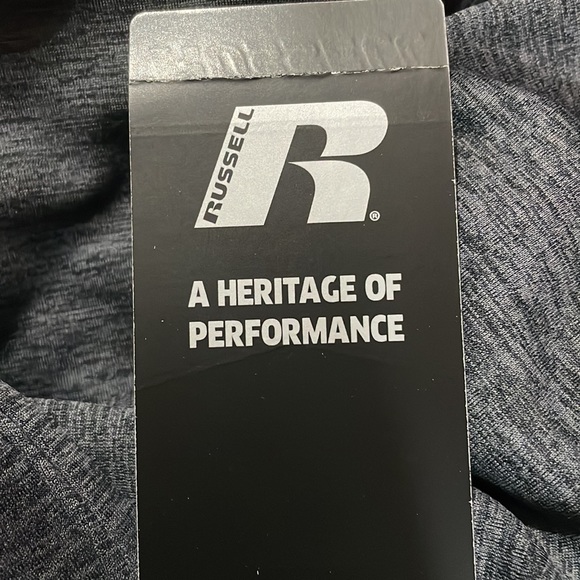 RUSSELL
R
®
A HERITAGE OF
PERFORMANCE